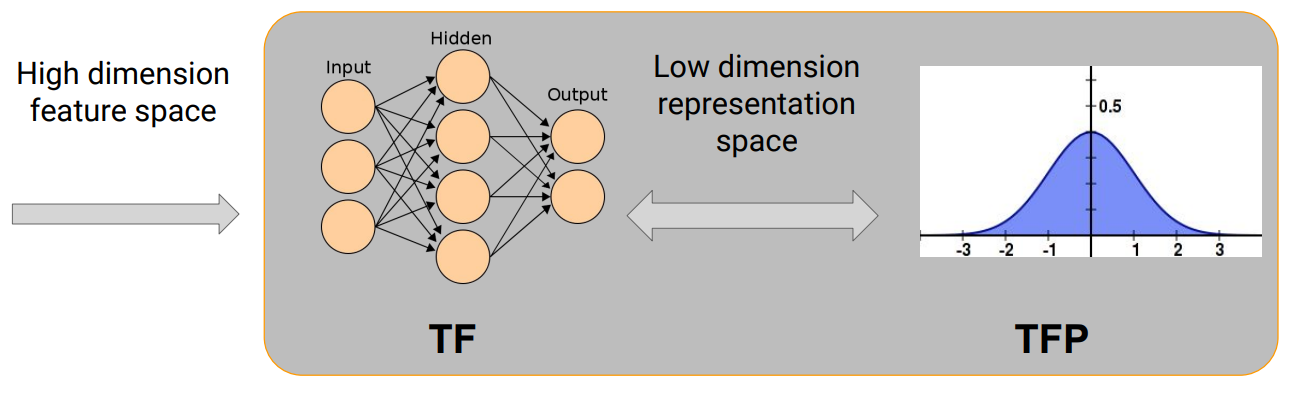 High dimension
feature space
Input
Hidden
Output
TF
Low dimension
representation
space
0.5
-3 -2 -1 1 2 3
TFP